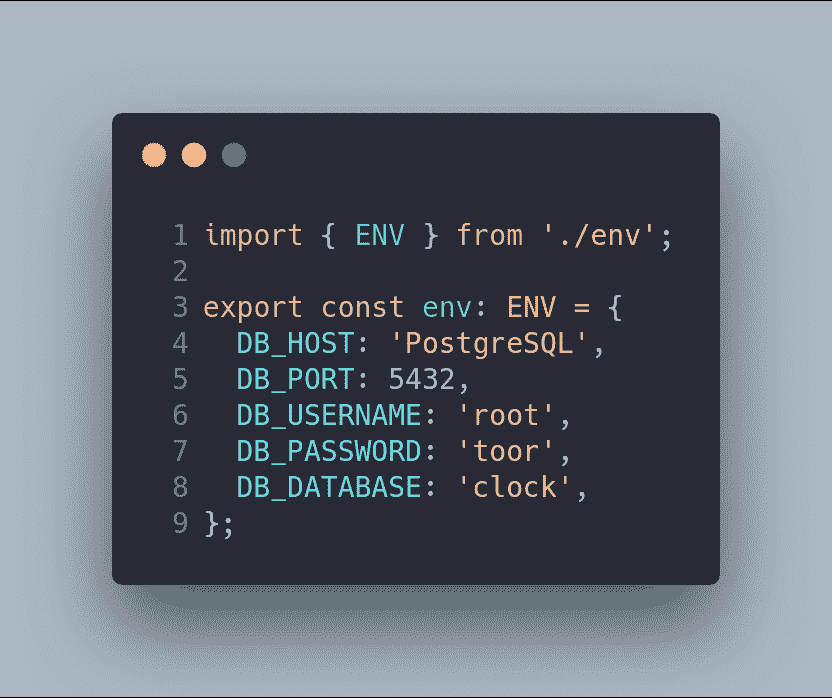 1 import { ENV } from './env';
2
3 export const env: ENV = {
4   DB_HOST: 'PostgreSQL',
5   DB_PORT: 5432,
6   DB_USERNAME: 'root',
7   DB_PASSWORD: 'toor',
8   DB_DATABASE: 'clock',
9 };